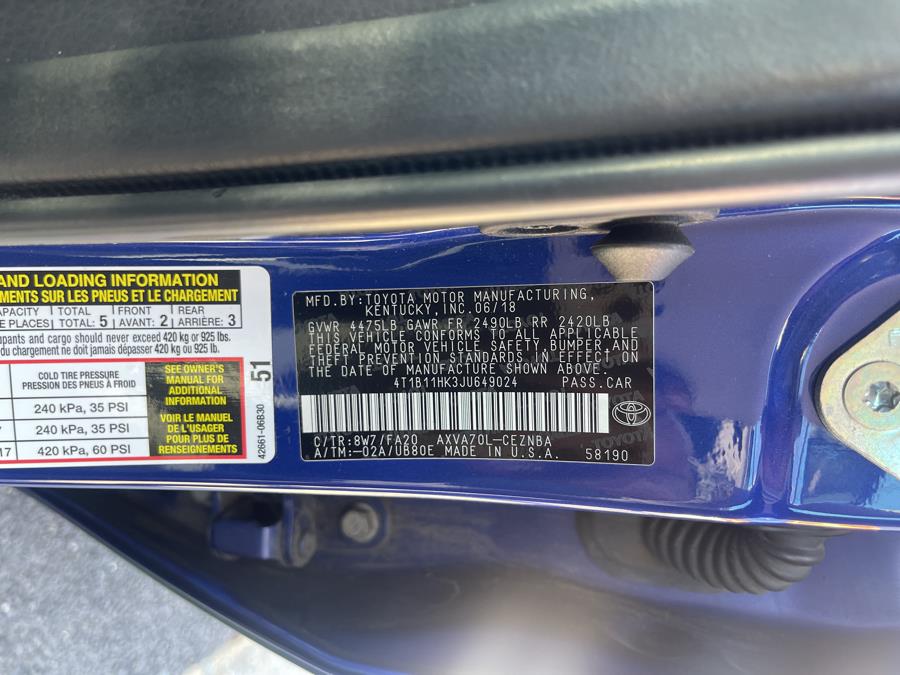 AND LOADING INFORMATION
EMENTS SUR LES PNEUS ET LE CHARGEMENT
CAPACITY TOTAL FRONT REAR
E PLACES TOTAL: 5 AVANT: 2 ARRIÈRE: 3
upants and cargo should never exceed 420 kg or 925 lbs.
du chargement ne doit jamais dépasser 420 kg ou 925 lb.
COLD TIRE PRESSURE
PRESSION DES PNEUS À FROID
240 kPa, 35 PSI
240 kPa, 35 PSI
17 420 kPa, 60 PSI
SEE OWNER'S
MANUAL FOR
ADDITIONAL
INFORMATION
VOIR LE MANUEL
DE L'USAGER
POUR PLUS DE
RENSEIGNEMENTS
51
42661-06B30
MFD.BY:TOYOTA MOTOR MANUFACTURING,
KENTUCKY,INC.06/18
GVWR 4475LB GAWR FR 2490LB RR 2420LB
THIS VEHICLE CONFORMS TO ALL APPLICABLE
FEDERAL MOTOR VEHICLE SAFETY,BUMPER,AND
THEFT PREVENTION STANDARDS IN EFFECT ON
THE DATE OF MANUFACTURE SHOWN ABOVE.
4T1B11HK3JU649024 PASS.CAR
C/TR:8W7/FA20 AXVA70L-CEZNBA
A/TM:-02A/UB80E MADE IN U.S.A. 58190